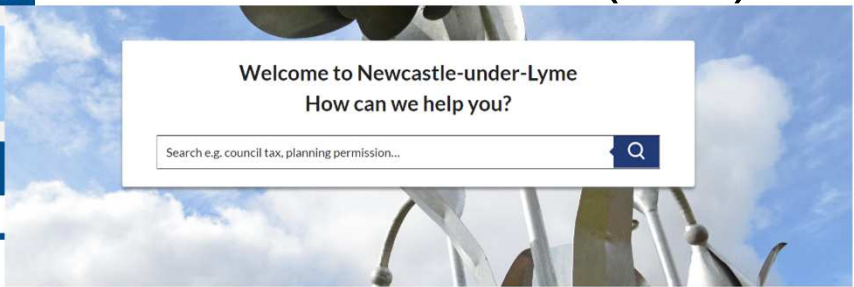 Welcome to Newcastle-under-Lyme
How can we help you?
Search e.g. council tax, planning permission...